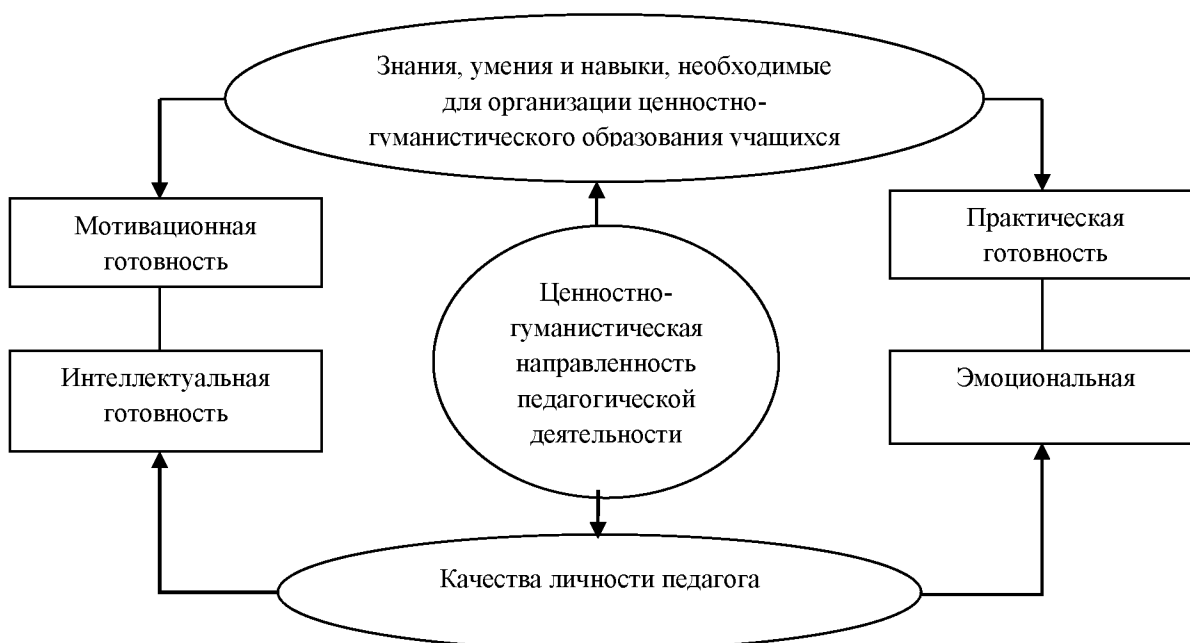 Знания, умения и навыки, необходимые
для организации ценностно-
гуманистического образования учащихся
Мотивационная
готовность
Практическая
готовность
Ценностно-
гуманистическая
направленность
педагогической
деятельности
Интеллектуальная
готовность
Эмоциональная
Качества личности педагога